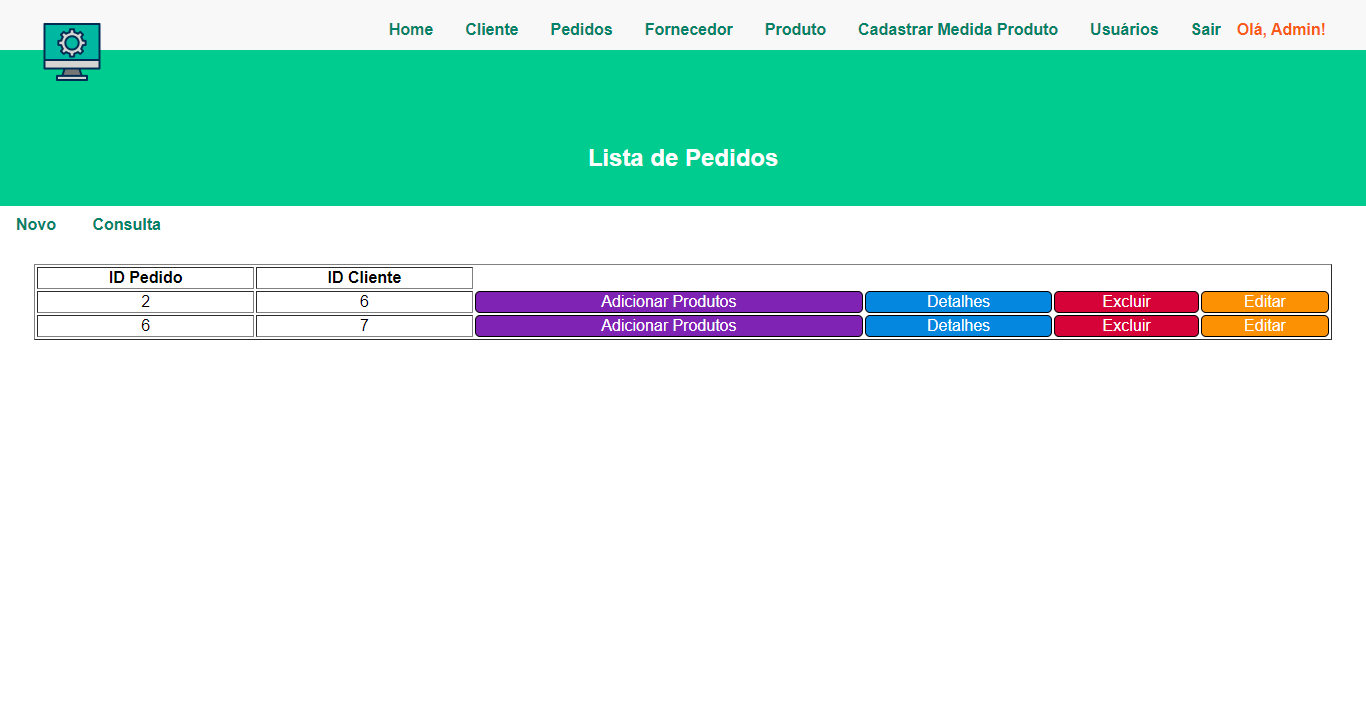 Home Cliente Pedidos Fornecedor Produto Cadastrar Medida Produto Usuários Sair Olá, Admin!
Lista de Pedidos
Novo Consulta
ID Pedido ID Cliente
2 6 Adicionar Produtos Detalhes Excluir Editar
6 7 Adicionar Produtos Detalhes Excluir Editar